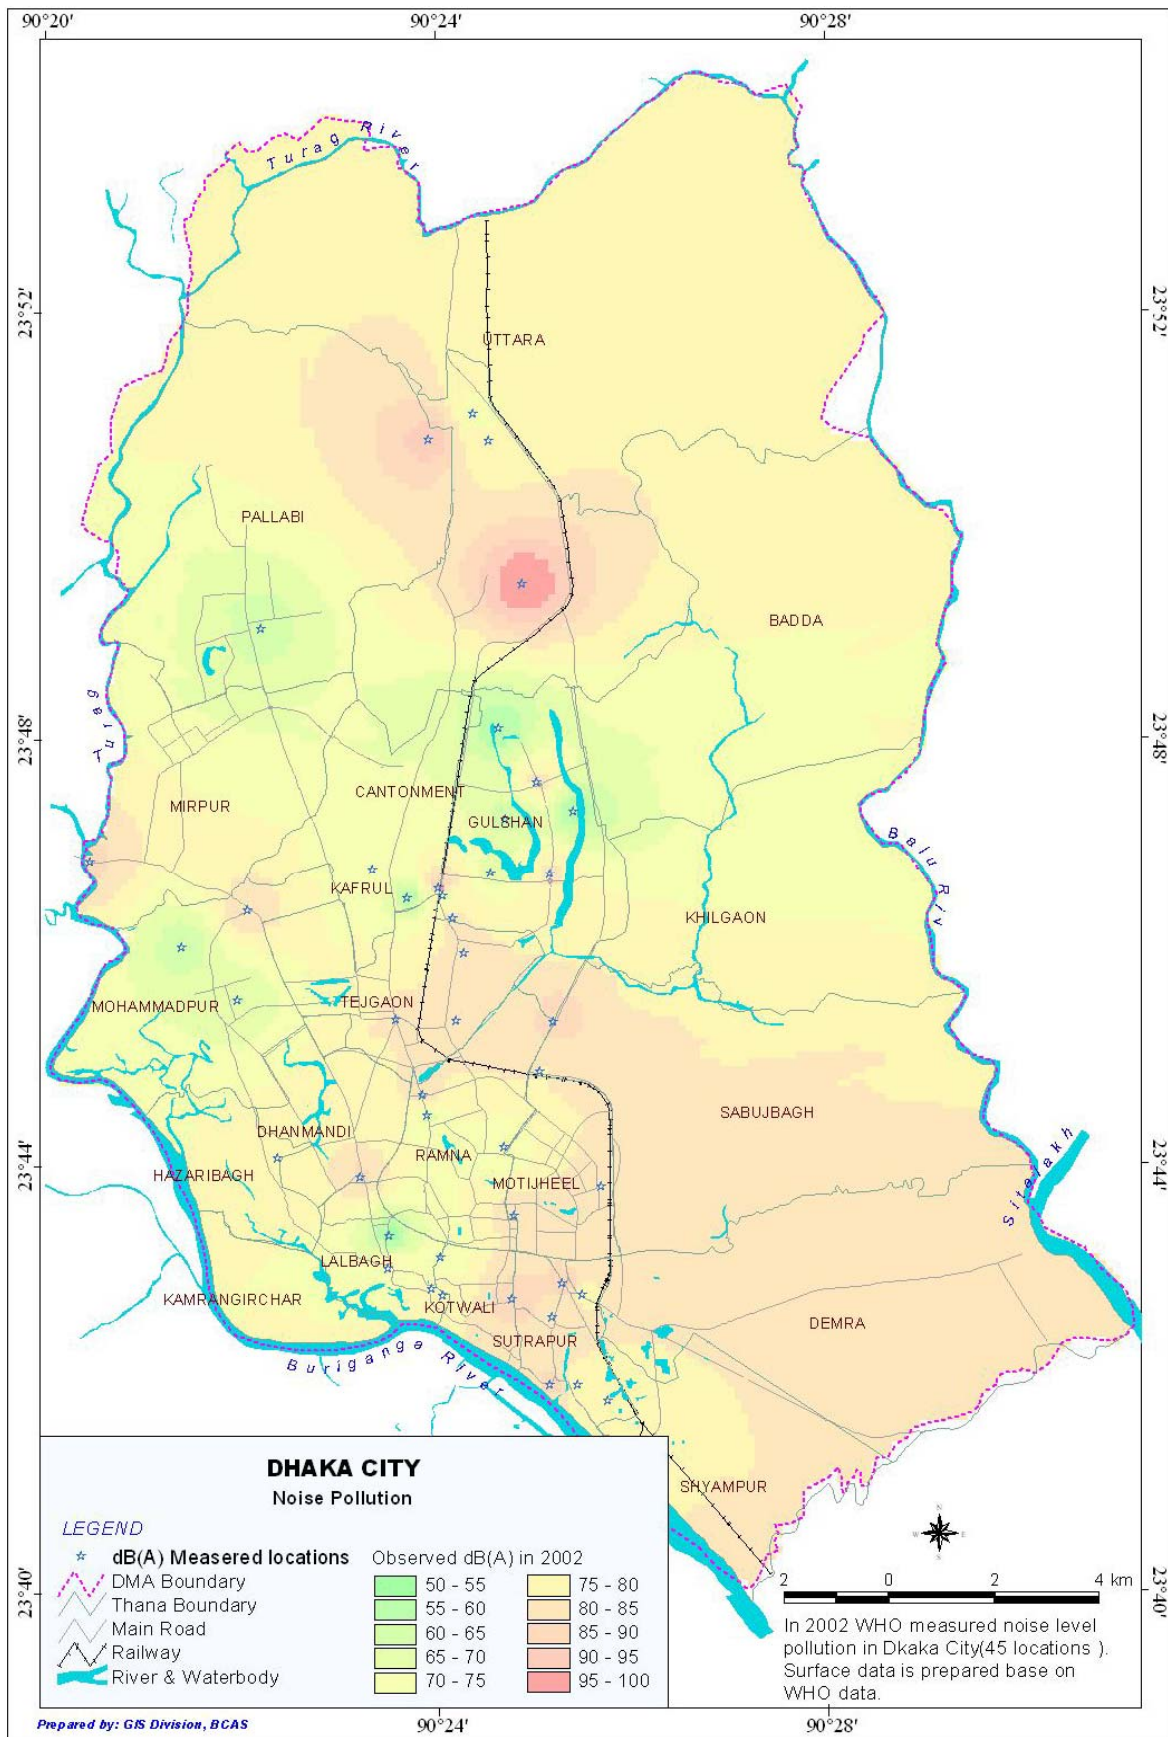 90°20'
90°24'
90°28'
Turag River
23°52'
23°52'
UTTARA
PALLABI
BADDA
Turag
23°48'
23°48'
CANTONMENT
MIRPUR
GULSHAN
Balu Riv
KAFRUL
KHILGAON
MOHAMMADPUR
TEJGAON
SABUJBAGH
DHANMANDI
RAMNA
HAZARIBAGH
MOTIJHEEL
23°44'
23°44'
Sitalakh
LALBAGH
KAMRANGIRCHAR
KOTWALI
DEMRA
SUTRAPUR
Buriganga River
SHYAMPUR
DHAKA CITY
Noise Pollution
LEGEND
dB(A) Measered locations
DMA Boundary
Thana Boundary
Main Road
Railway
River & Waterbody
Observed dB(A) in 2002
50 - 55
55 - 60
60 - 65
65 - 70
70 - 75
75 - 80
80 - 85
85 - 90
90 - 95
95 - 100
N
W
E
S
2 0 2 4 km
In 2002 WHO measured noise level
pollution in Dkaka City(45 locations ).
Surface data is prepared base on
WHO data.
23°40'
23°40'
Prepared by: GIS Division, BCAS
90°24'
90°28'